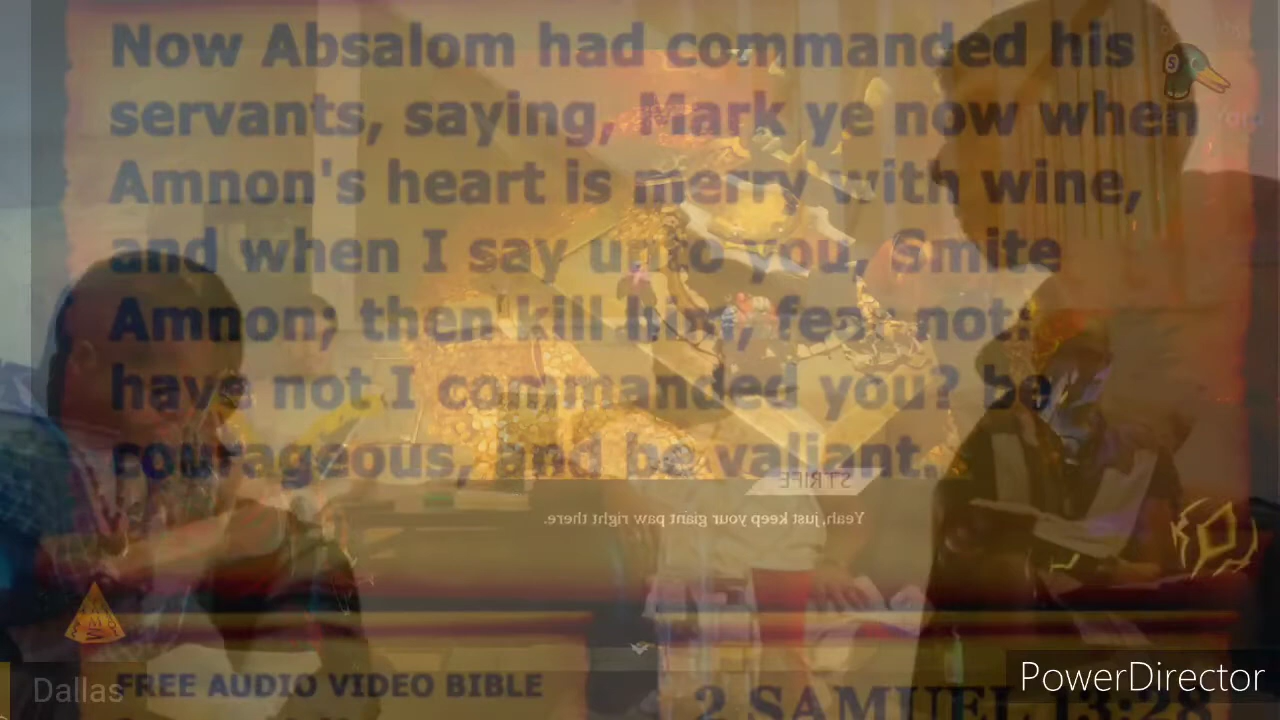 Now Absalom had commanded his
servants, saying, Mark ye now when
Amnon's heart is merry with wine,
and when I say unto you, Smite
Amnon; then kill him, fear not:
have not I commanded you? be
courageous, and be valiant.
STRIFE
Yeah, just keep your giant paw right there.
Dallas
FREE AUDIO VIDEO BIBLE
2 SAMUEL 13:28
PowerDirector